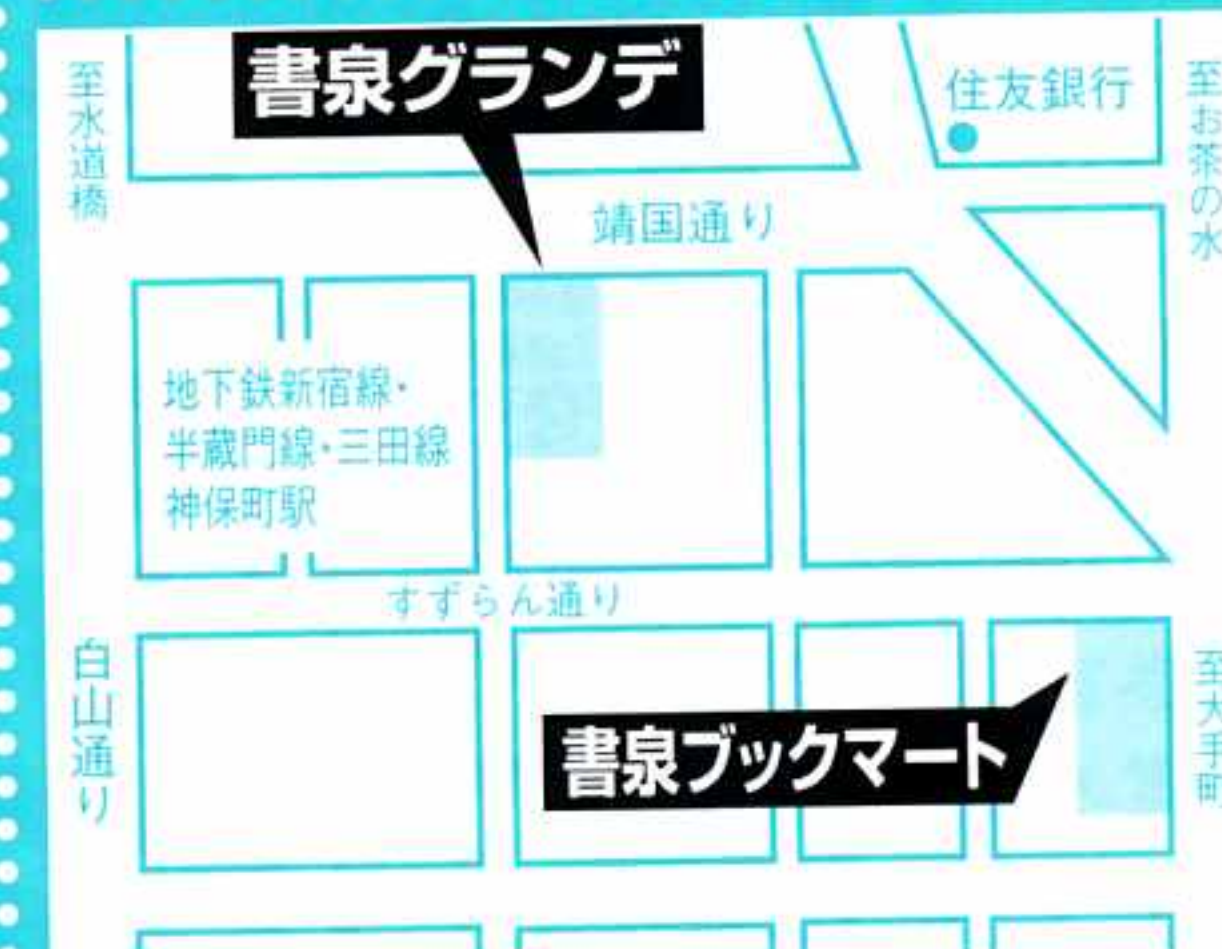 書泉グランデ
至水道橋
住友銀行
至お茶の水
靖国通り
地下鉄新宿線・
半蔵門線・三田線
神保町駅
すずらん通り
白山通り
書泉ブックマート
至大手町